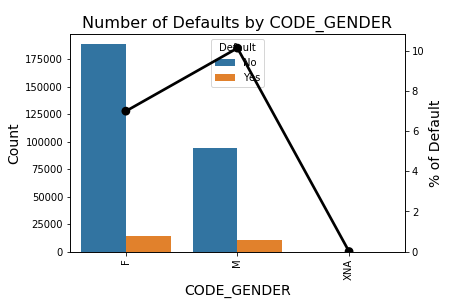 Number of Defaults by CODE_GENDER
Default
No
Yes
175000
150000
125000
100000
75000
50000
25000
0
Count
10
8
6
4
2
0
% of Default
F
M
XNA
CODE_GENDER